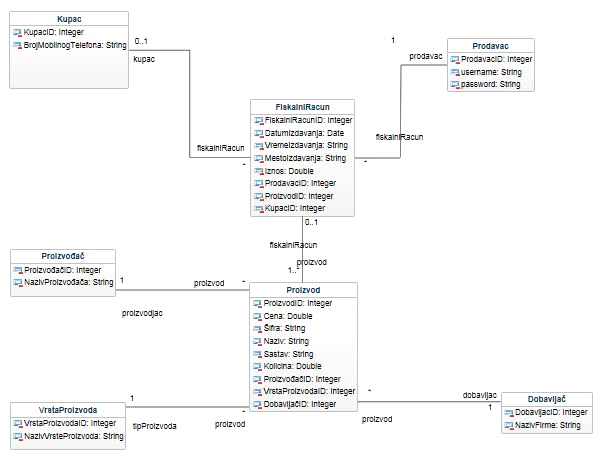 Kupac
KupacID: Integer
BrojMobilnogTelefona: String
0..1
kupac
1
prodavac
Prodavac
ProdavacID: Integer
username: String
password: String
FiskalniRacun
FiskalniRacunID: Integer
DatumIzdavanja: Date
VremeIzdavanja: String
MestoIzdavanja: String
Iznos: Double
ProdavacID: Integer
ProizvodID: Integer
KupacID: Integer
fiskalniRacun
*
fiskalniRacun
*
0..1
fiskalniRacun
1..*
proizvod
Proizvođač
ProizvođačID: Integer
NazivProizvođača: String
1
proizvodjac
proizvod
*
Proizvod
ProizvodID: Integer
Cena: Double
Šifra: String
Naziv: String
Sastav: String
Kolicina: Double
ProizvođačID: Integer
VrstaProizvodaID: Integer
DobavljačID: Integer
VrstaProizvoda
VrstaProizvodaID: Integer
NazivVrsteProizvoda: String
1
tipProizvoda
*
proizvod
*
proizvod
dobavljac
1
Dobavljač
DobavljacID: Integer
NazivFirme: String